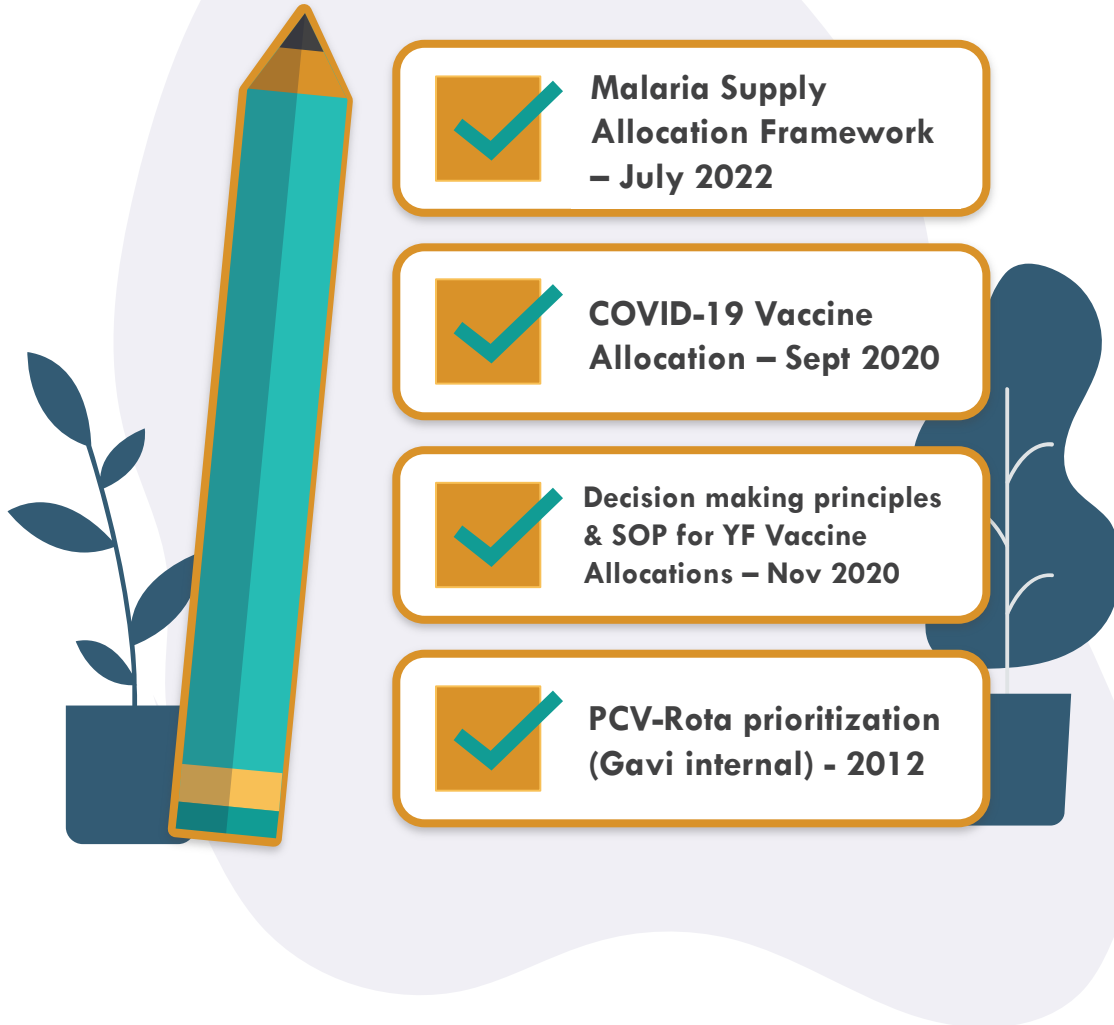 Malaria Supply
Allocation Framework
– July 2022
COVID-19 Vaccine
Allocation – Sept 2020
Decision making principles
& SOP for YF Vaccine
Allocations – Nov 2020
PCV-Rota prioritization
(Gavi internal) - 2012